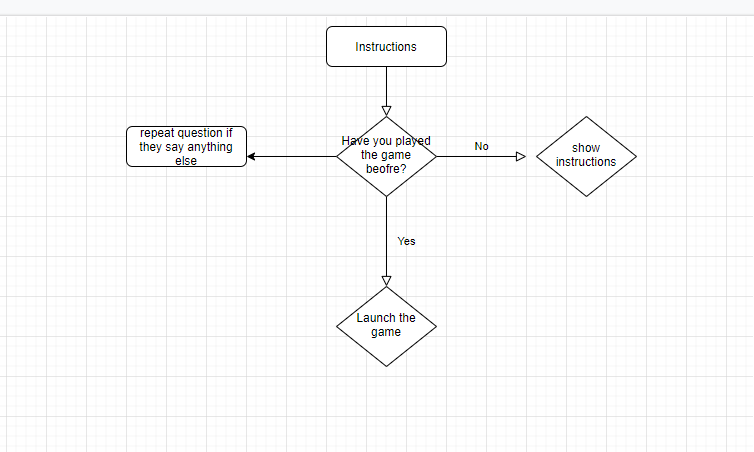 Instructions
repeat question if
they say anything
else
Have you played
the game
beofre?
No
show
instructions
Yes
Launch the
game